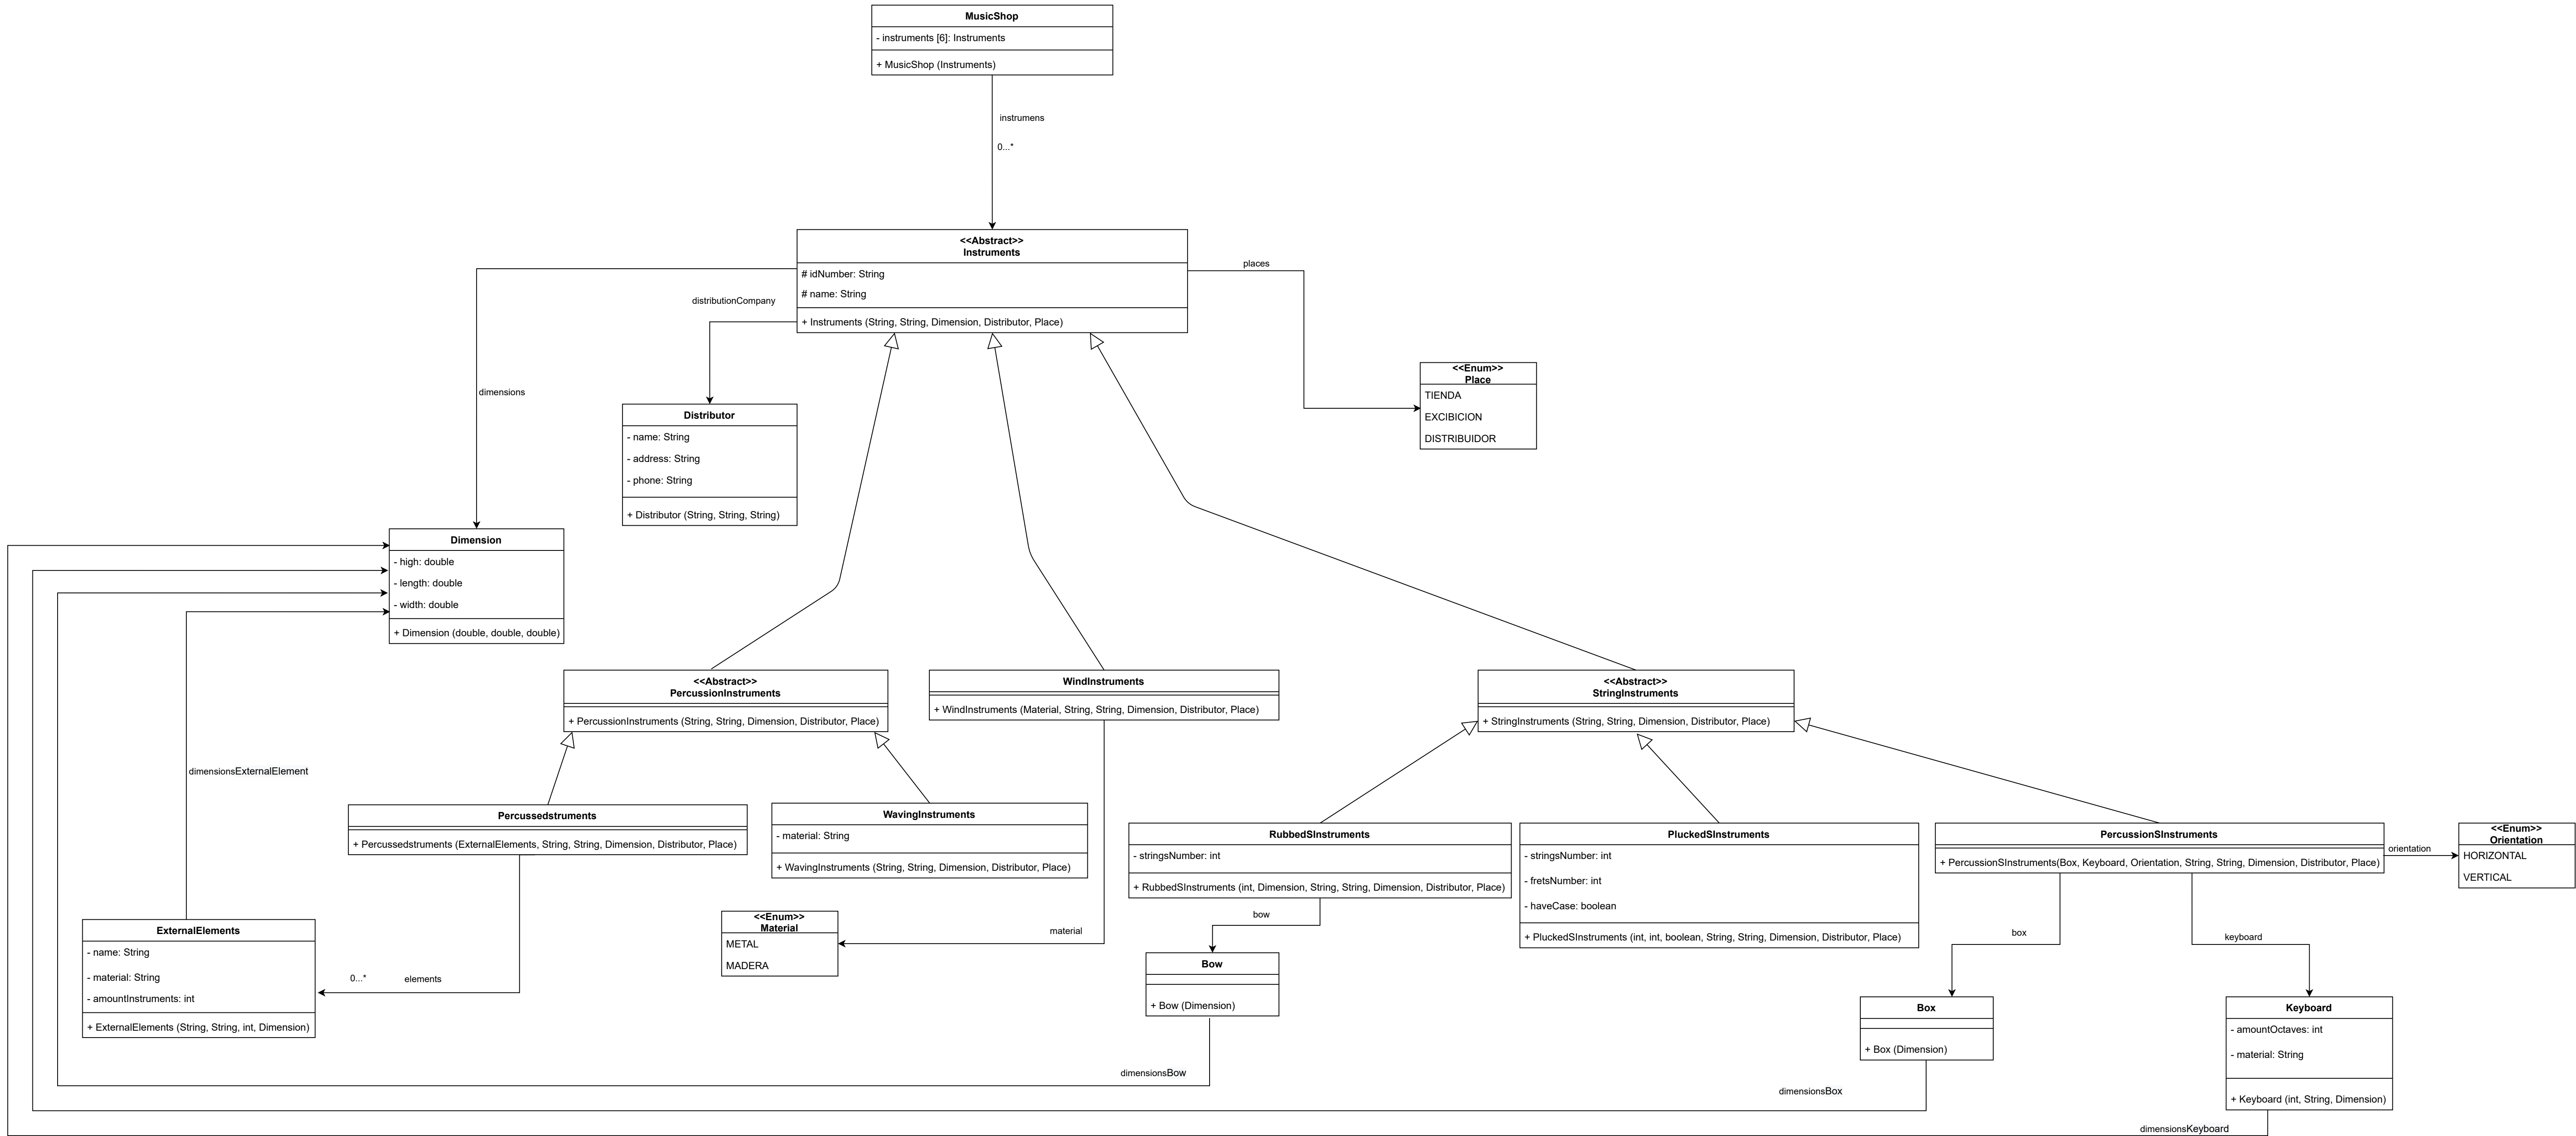 MusicShop
- instruments [6]: Instruments
+ MusicShop (Instruments)
instrumens
0...*
<<Abstract>>
Instruments
# idNumber: String
# name: String
+ Instruments (String, String, Dimension, Distributor, Place)
places
distributionCompany
dimensions
<<Enum>>
Place
TIENDA
EXCIBICION
DISTRIBUIDOR
Distributor
- name: String
- address: String
- phone: String
+ Distributor (String, String, String)
Dimension
- high: double
- length: double
- width: double
+ Dimension (double, double, double)
<<Abstract>>
PercussionInstruments
+ PercussionInstruments (String, String, Dimension, Distributor, Place)
WindInstruments
+ WindInstruments (Material, String, String, Dimension, Distributor, Place)
<<Abstract>>
StringInstruments
+ StringInstruments (String, String, Dimension, Distributor, Place)
dimensionsExternalElement
Percussedstruments
+ Percussedstruments (ExternalElements, String, String, Dimension, Distributor, Place)
WavingInstruments
- material: String
+ WavingInstruments (String, String, Dimension, Distributor, Place)
RubbedSInstruments
- stringsNumber: int
+ RubbedSInstruments (int, Dimension, String, String, Dimension, Distributor, Place)
PluckedSInstruments
- stringsNumber: int
- fretsNumber: int
- haveCase: boolean
+ PluckedSInstruments (int, int, boolean, String, String, Dimension, Distributor, Place)
PercussionSInstruments
+ PercussionSInstruments(Box, Keyboard, Orientation, String, String, Dimension, Distributor, Place)
orientation
<<Enum>>
Orientation
HORIZONTAL
VERTICAL
ExternalElements
- name: String
- material: String
- amountInstruments: int
+ ExternalElements (String, String, int, Dimension)
0...*
elements
<<Enum>>
Material
METAL
MADERA
material
bow
Bow
+ Bow (Dimension)
box
keyboard
Box
+ Box (Dimension)
Keyboard
- amountOctaves: int
- material: String
+ Keyboard (int, String, Dimension)
dimensionsBow
dimensionsBox
dimensionsKeyboard